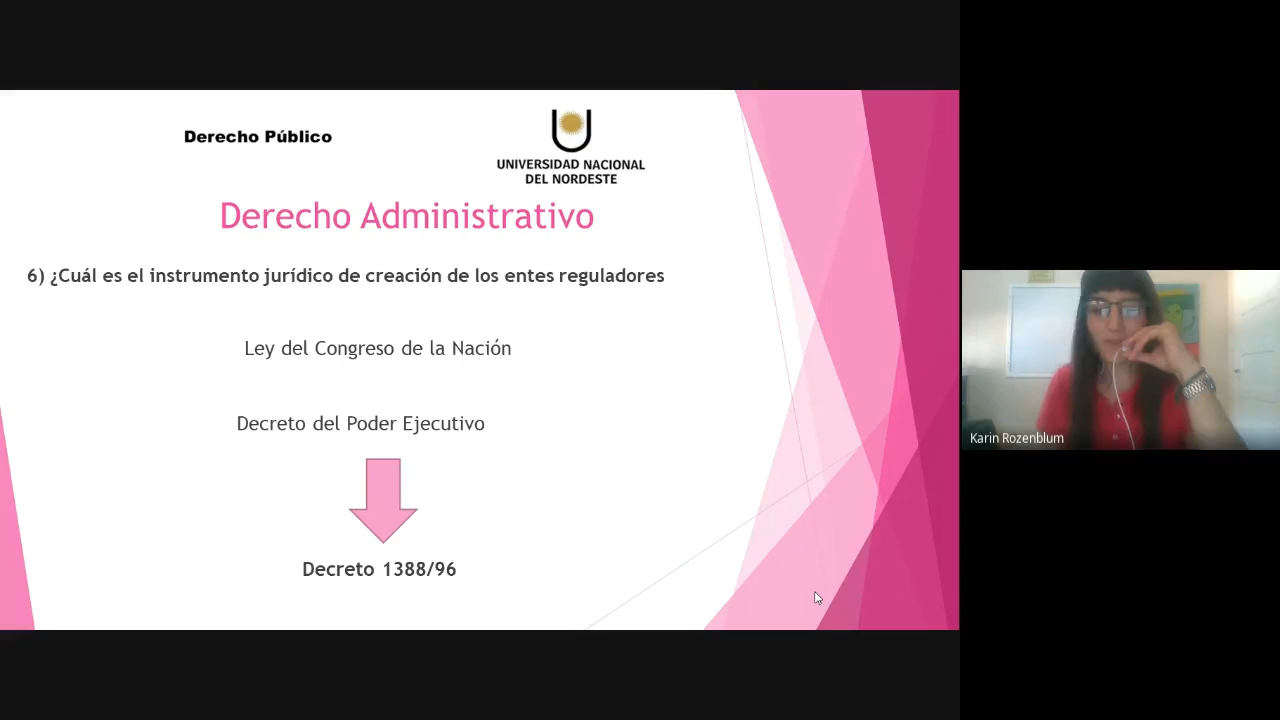 Derecho Público
UNIVERSIDAD NACIONAL
DEL NORDESTE
Derecho Administrativo
6) ¿Cuál es el instrumento jurídico de creación de los entes reguladores
Ley del Congreso de la Nación
Decreto del Poder Ejecutivo
Decreto 1388/96
Karin Rozenblum